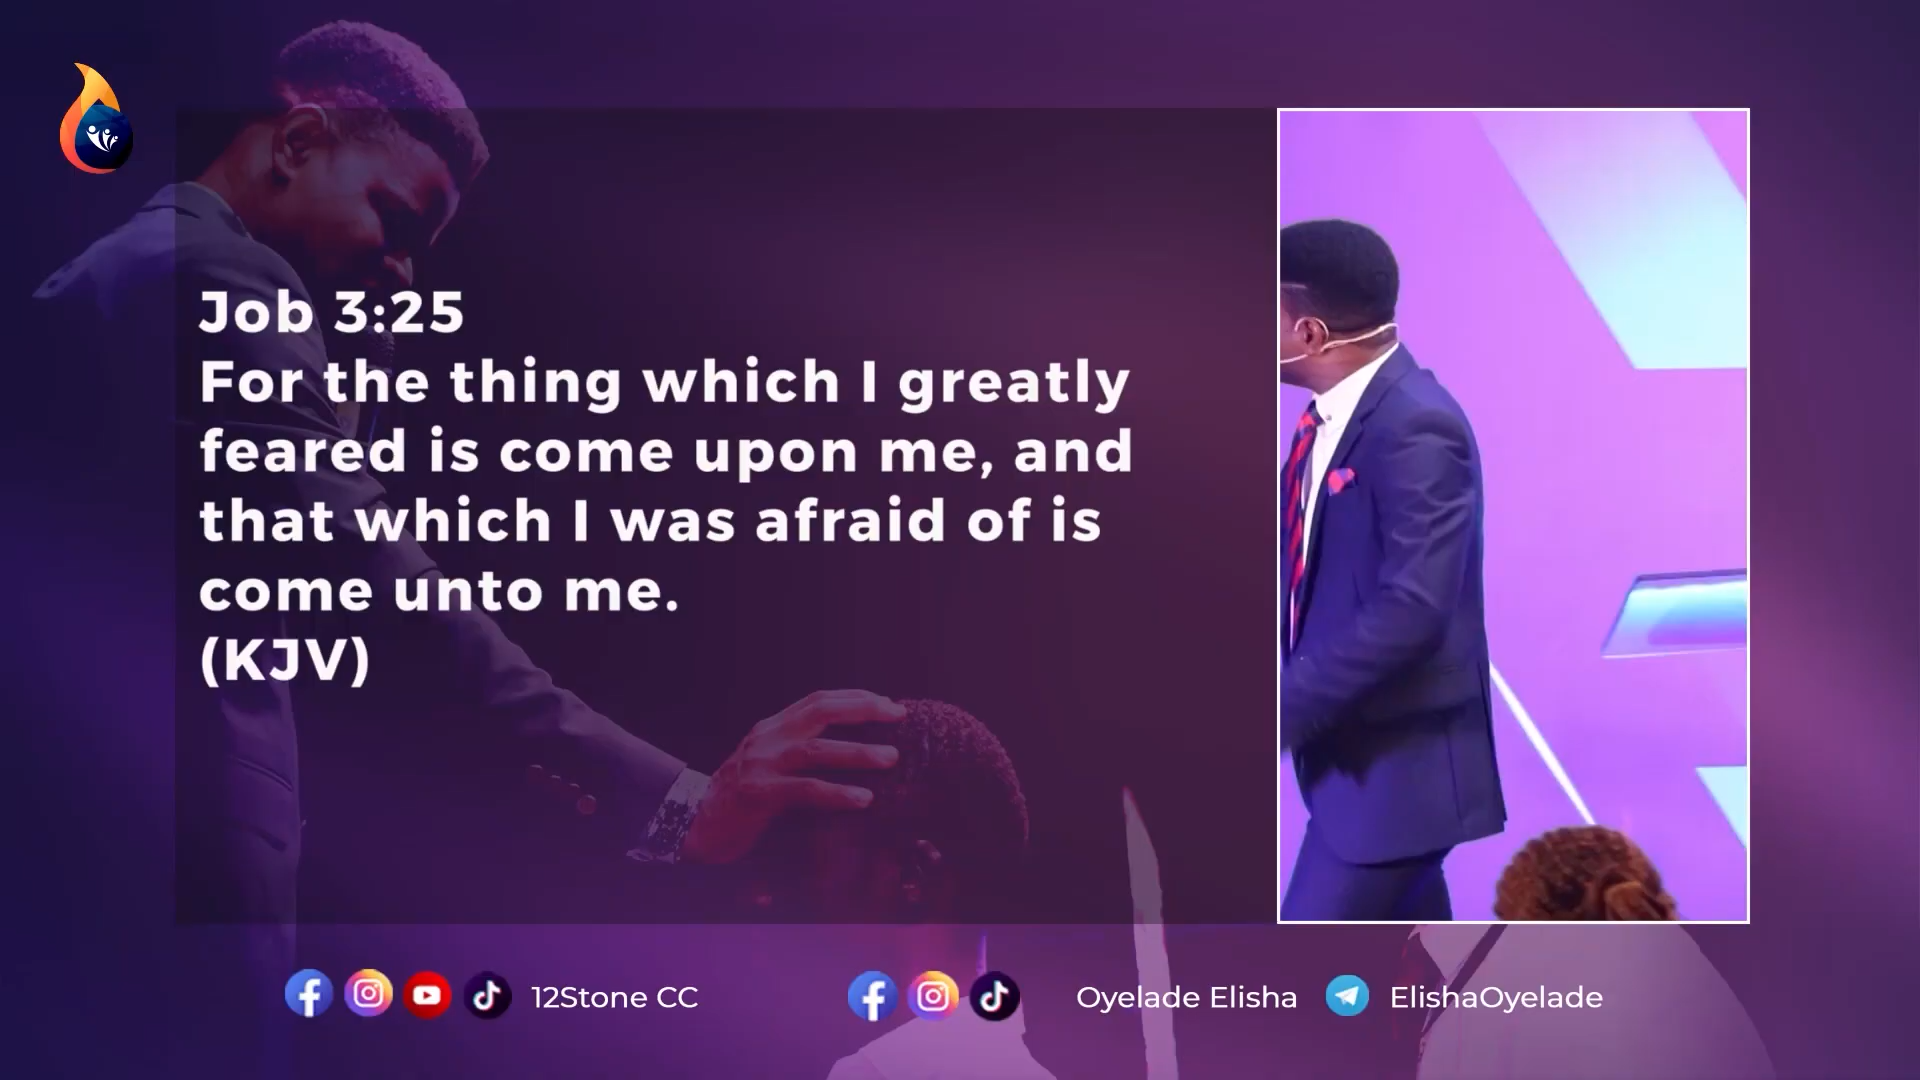 Job 3:25
For the thing which I greatly
feared is come upon me, and
that which I was afraid of is
come unto me.
(KJV)
12Stone CC
Oyelade Elisha
ElishaOyelade